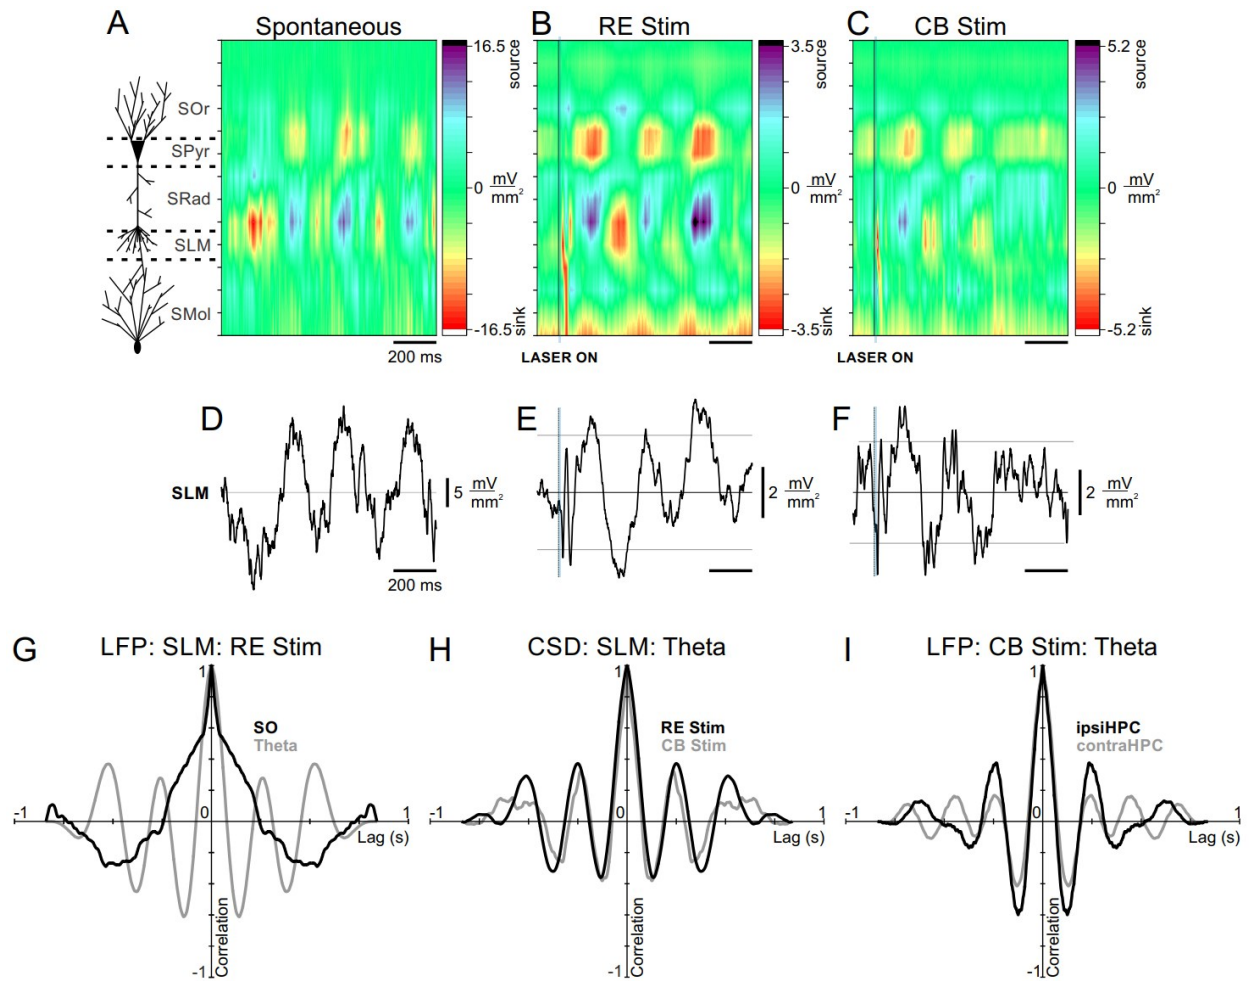 A Spontaneous
SOr
SPyr
SRad
SLM
SMol
16.5
source
0 mV/mm²
-16.5
sink
200 ms
B RE Stim
3.5
source
0 mV/mm²
-3.5
sink
LASER ON
C CB Stim
5.2
source
0 mV/mm²
-5.2
sink
LASER ON
D
SLM
5 mV/mm²
200 ms
E
2 mV/mm²
F
2 mV/mm²
G LFP: SLM: RE Stim
1
SO
Theta
-1 0 1
Lag (s)
Correlation
-1
H CSD: SLM: Theta
1
RE Stim
CB Stim
-1 0 1
Lag (s)
Correlation
-1
I LFP: CB Stim: Theta
1
ipsiHPC
contraHPC
-1 0 1
Lag (s)
Correlation
-1